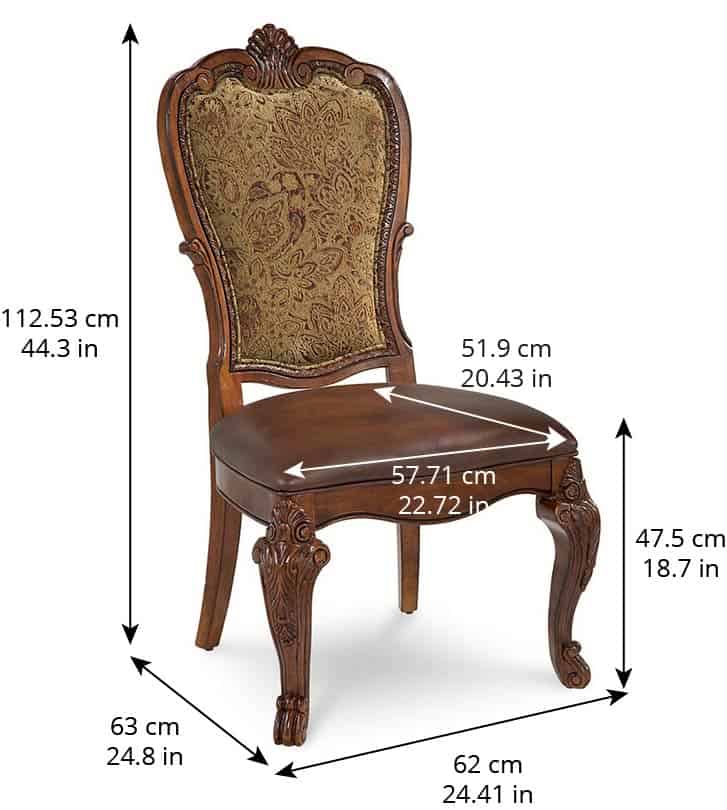 112.53 cm
44.3 in
51.9 cm
20.43 in
57.71 cm
22.72 in
47.5 cm
18.7 in
63 cm
24.8 in
62 cm
24.41 in